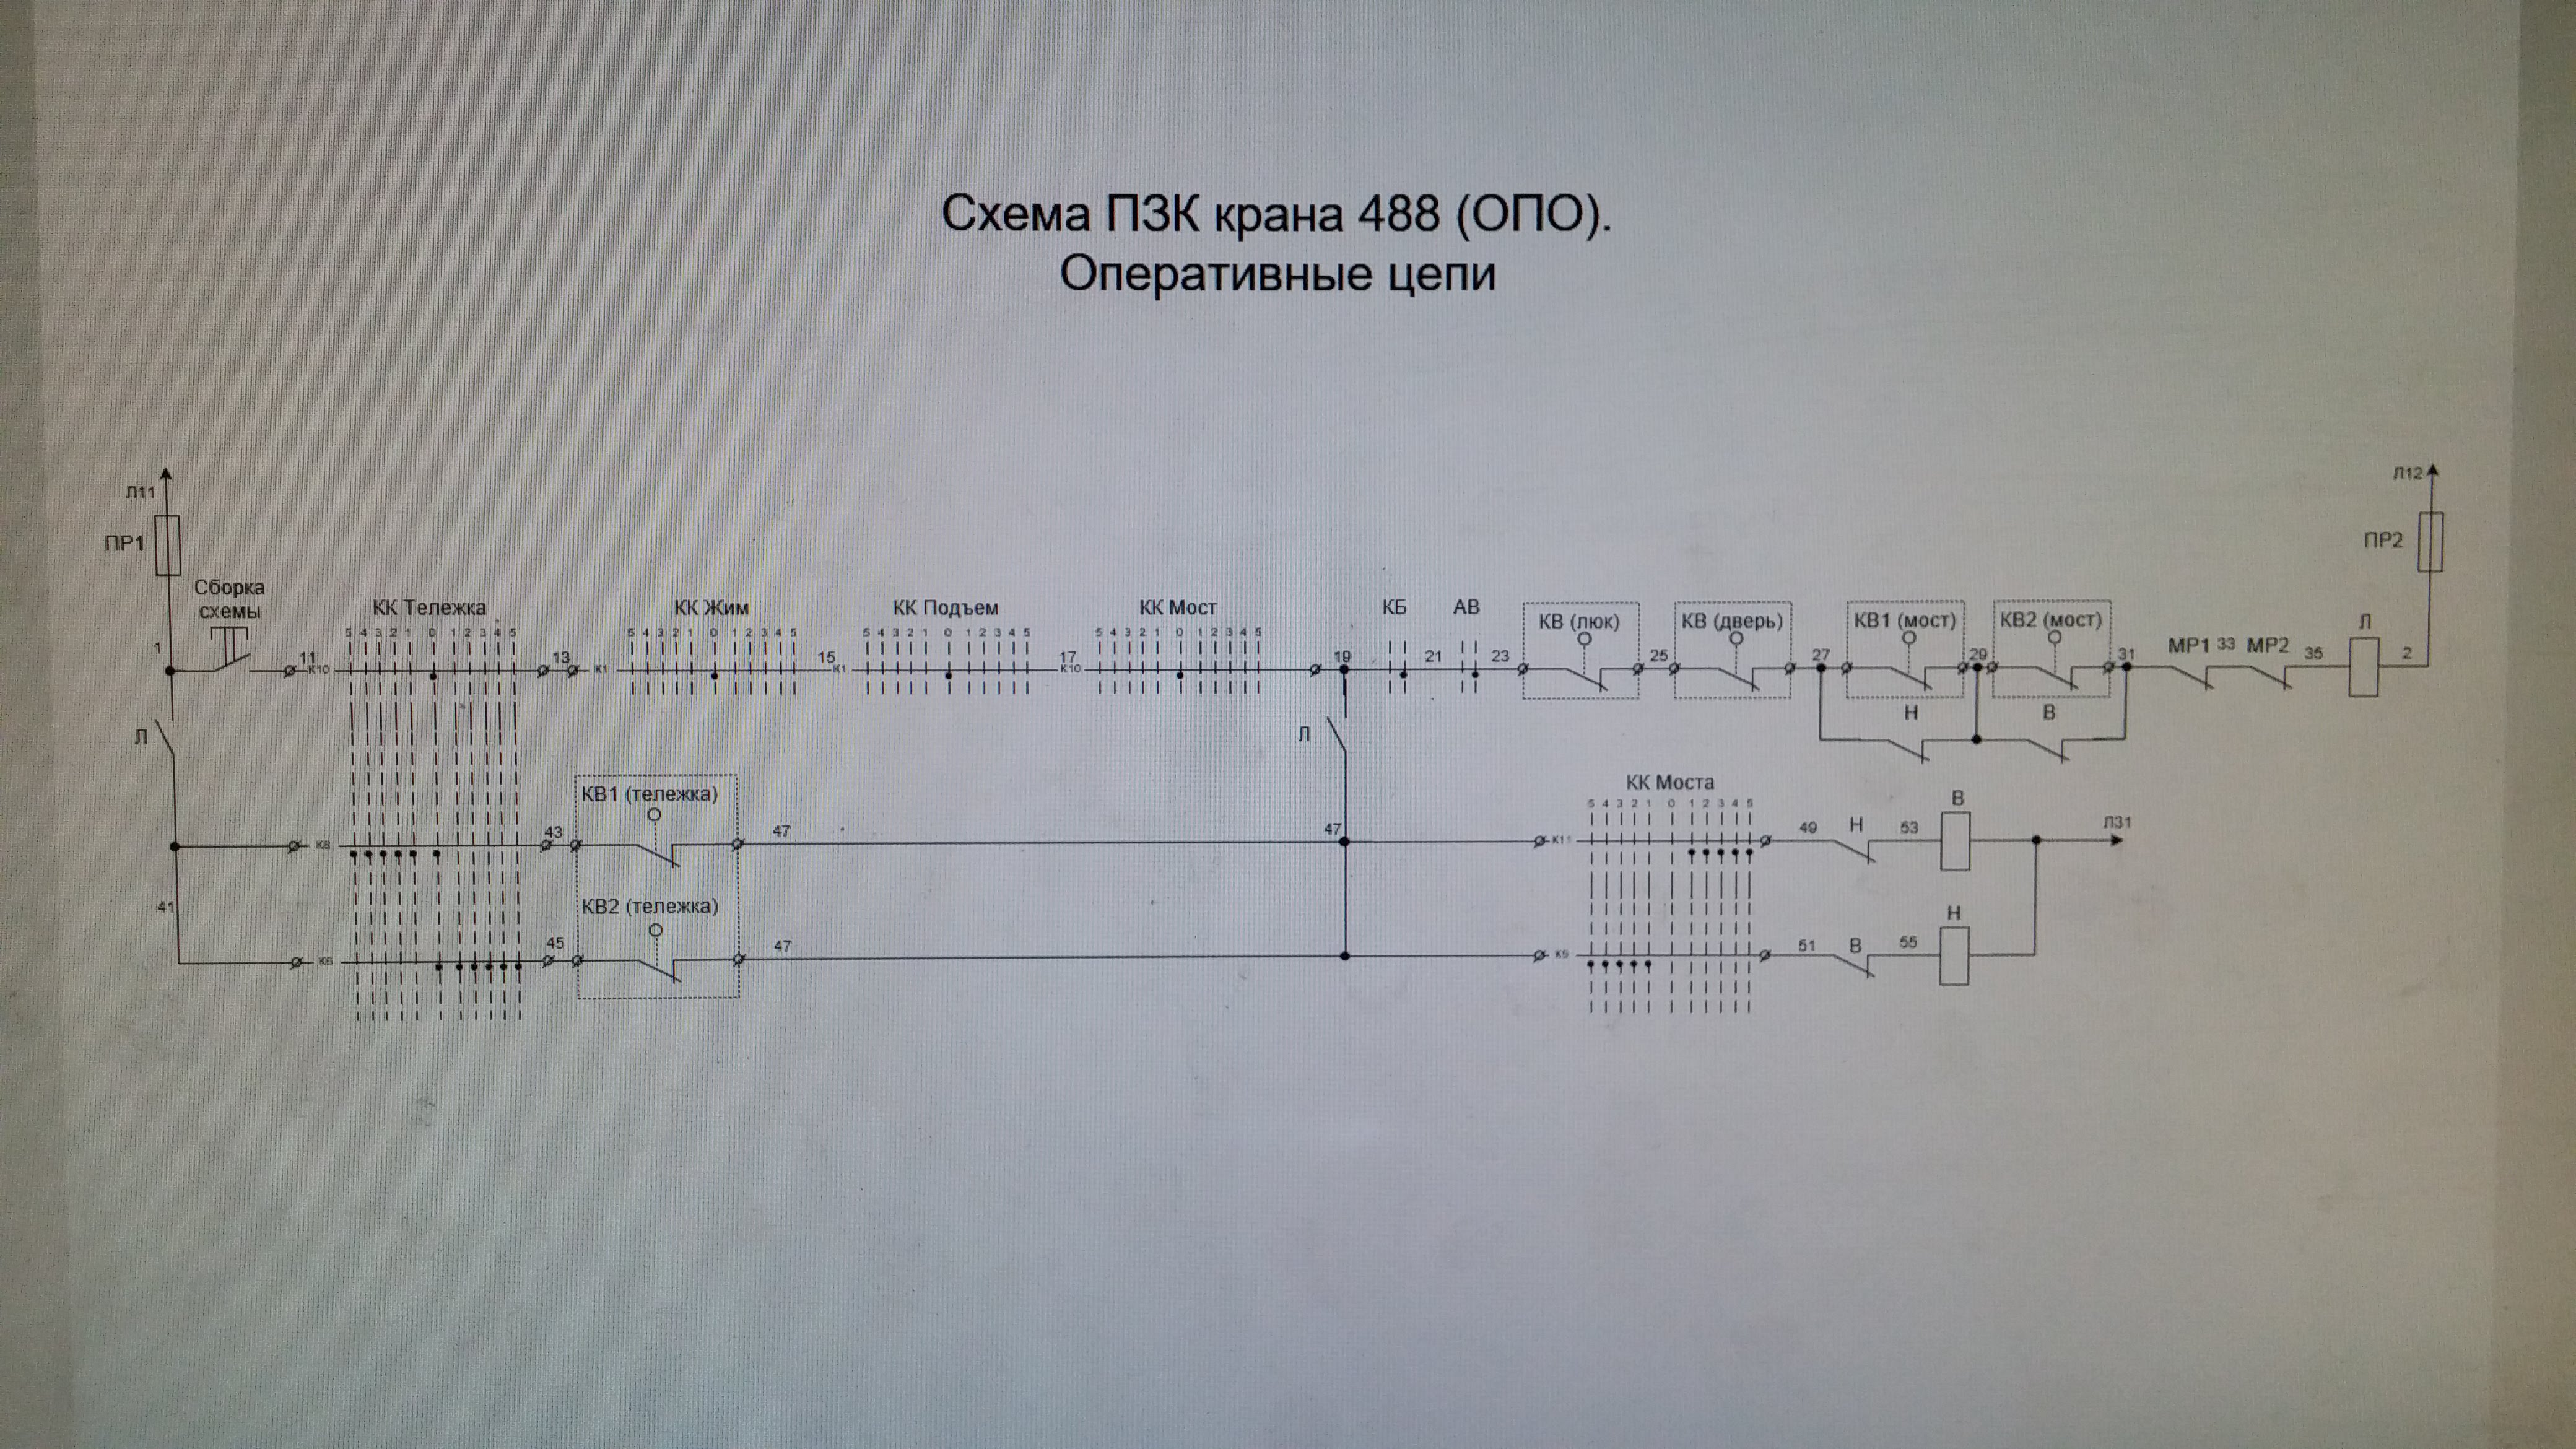 Схема ПЗК крана 488 (ОПО).
Оперативные цепи
Л11
Л12
ПР1
ПР2
Сборка
схемы
КК Тележка
КК Жим
КК Подъем
КК Мост
КБ
АВ
КВ (люк)
КВ (дверь)
КВ1 (мост)
КВ2 (мост)
Л
5 4 3 2 1 0 1 2 3 4 5
5 4 3 2 1 0 1 2 3 4 5
5 4 3 2 1 0 1 2 3 4 5
5 4 3 2 1 0 1 2 3 4 5
1
11
К10
13
К1
15
К1
17
К10
19
21
23
25
27
29
31
МР1 33 МР2
35
2
Н
В
Л
Л
КК Моста
5 4 3 2 1 0 1 2 3 4 5
КВ1 (тележка)
К8
43
47
47
К11
49
Н
53
В
Л31
41
КВ2 (тележка)
К6
45
47
К9
51
В
55
Н